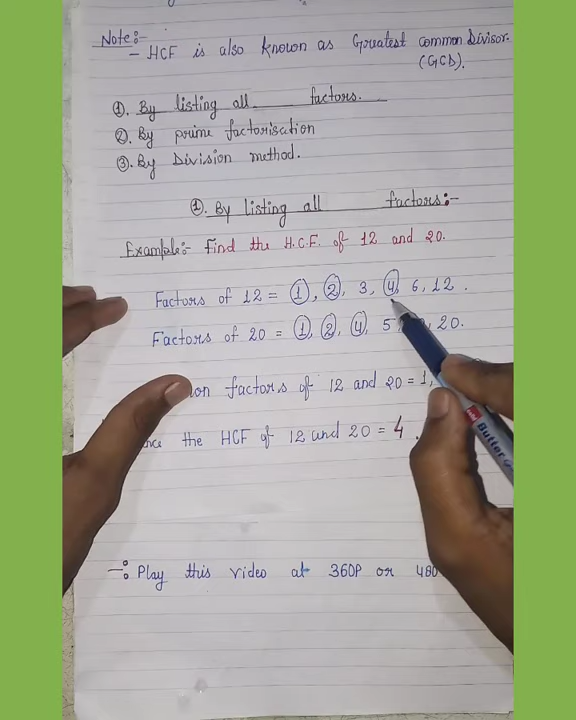 Note:-
- HCF is also known as Greatest Common Divisor.
(GCD).
①. By listing all factors.
②. By prime factorisation
③. By Division method.
①. By listing all factors:-
Example:- Find the H.C.F. of 12 and 20.
Factors of 12 = 1, 2, 3, 4, 6, 12.
Factors of 20 = 1, 2, 4, 5, 20.
on factors of 12 and 20 = 1,
the HCF of 12 and 20 = 4.
Play this video at 360P or 480
Butter